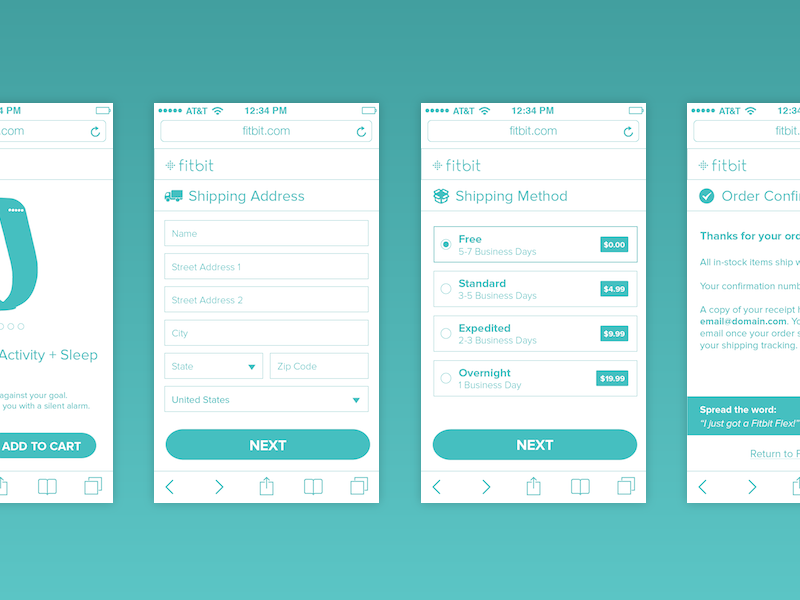 4 PM
.com
Activity + Sleep
against your goal.
you with a silent alarm.
ADD TO CART
AT&T 12:34 PM
fitbit.com
fitbit
Shipping Address
Name
Street Address 1
Street Address 2
City
State
Zip Code
United States
NEXT
AT&T 12:34 PM
fitbit.com
fitbit
Shipping Method
Free
5-7 Business Days
$0.00
Standard
3-5 Business Days
$4.99
Expedited
2-3 Business Days
$9.99
Overnight
1 Business Day
$19.99
NEXT
AT&T 12:34
fitbit.
fitbit
Order Confi
Thanks for your ord
All in-stock items ship w
Your confirmation numb
A copy of your receipt h
email@domain.com. Yo
email once your order s
your shipping tracking.
Spread the word:
"I just got a Fitbit Flex!"
Return to F